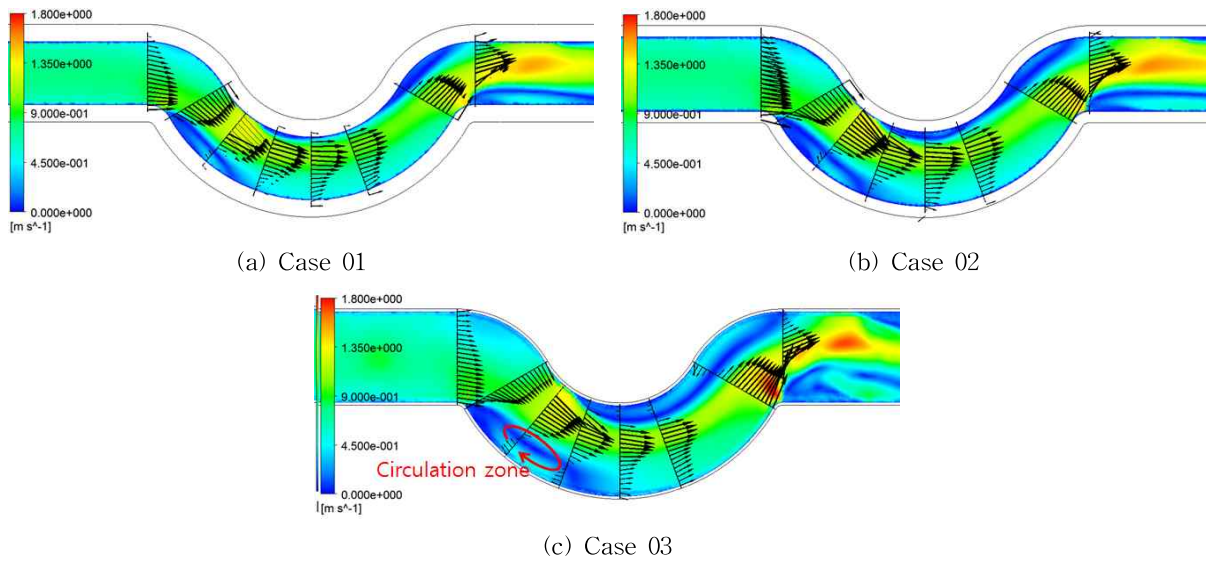 1.800e+000
1.350e+000
9.000e-001
4.500e-001
0.000e+000
[m s^-1]
(a) Case 01
1.800e+000
1.350e+000
9.000e-001
4.500e-001
0.000e+000
[m s^-1]
(b) Case 02
1.800e+000
1.350e+000
9.000e-001
4.500e-001
0.000e+000
[m s^-1]
Circulation zone
(c) Case 03